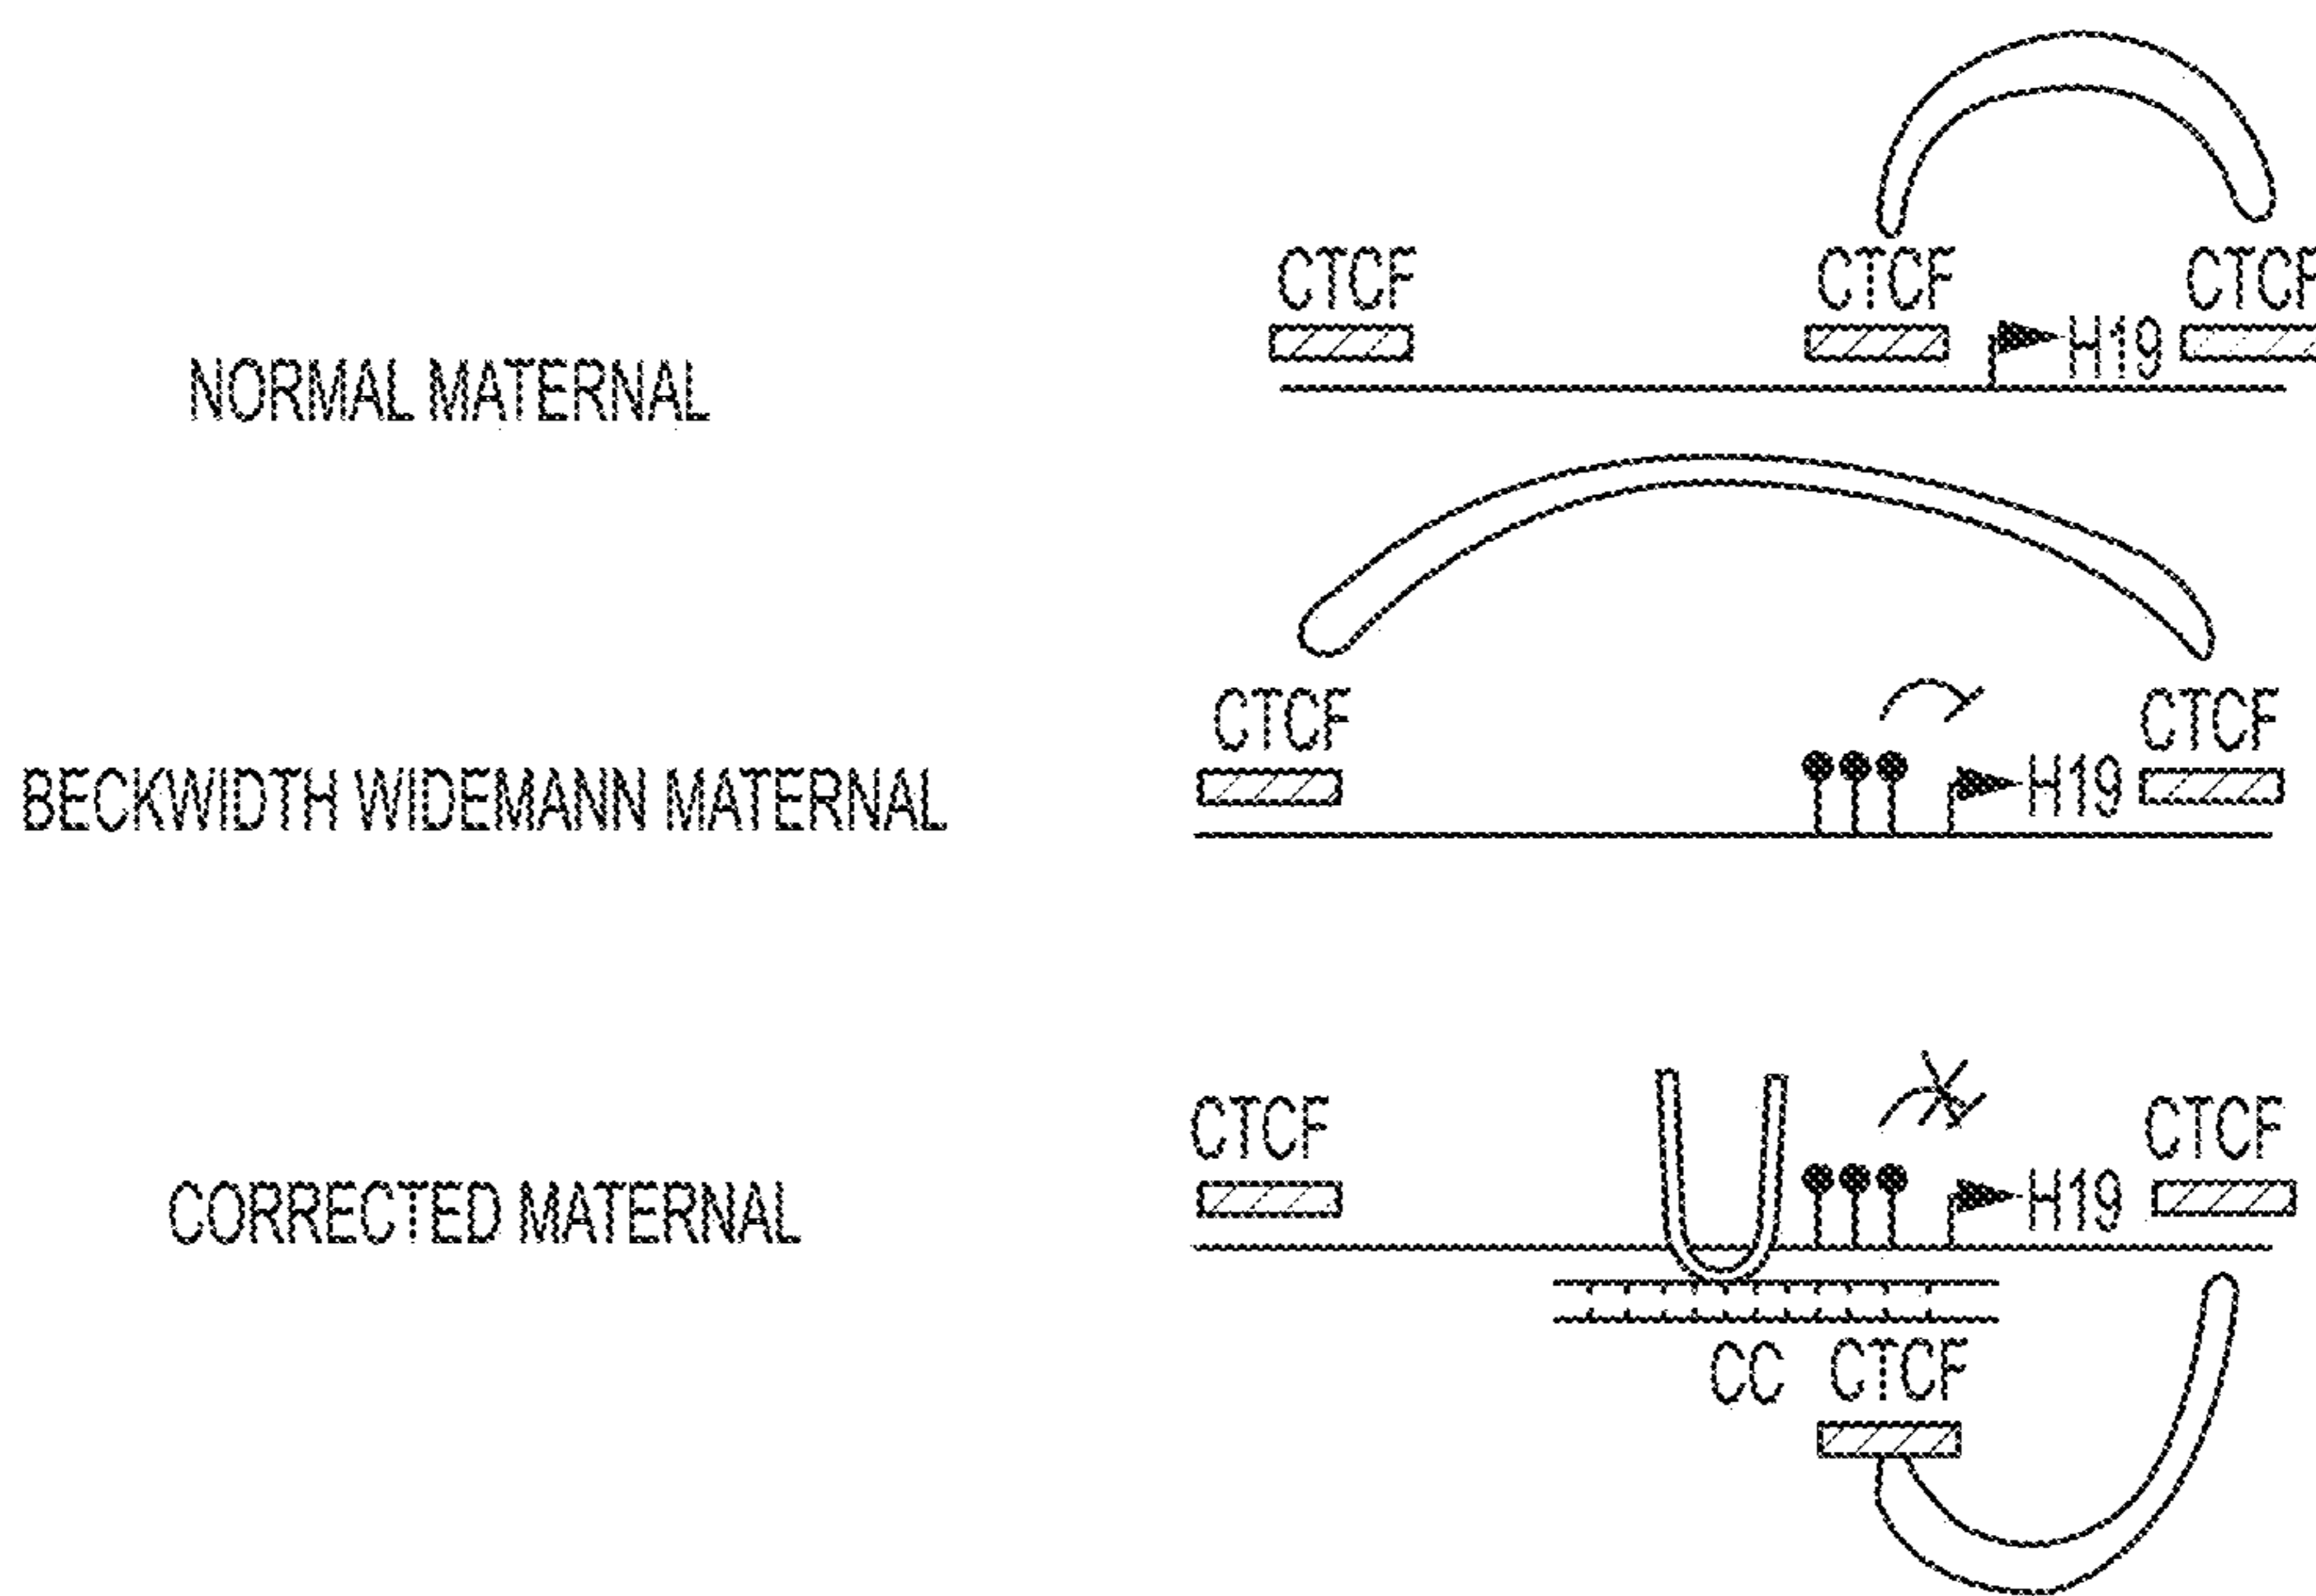 CTCF CTCF CTCF
NORMAL MATERNAL H19
CTCF CTCF
BECKWIDTH WIDEMANN MATERNAL H19
CTCF CTCF
CORRECTED MATERNAL H19
CC CTCF